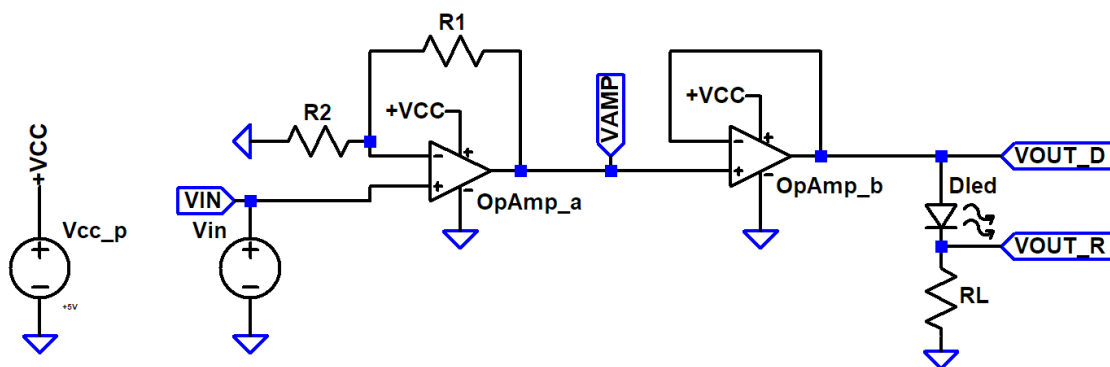 R1
R2
+VCC
+VCC
VAMP
+VCC
VIN
OpAmp_a
OpAmp_b
VOUT_D
Vcc_p
Vin
Dled
VOUT_R
+5V
RL